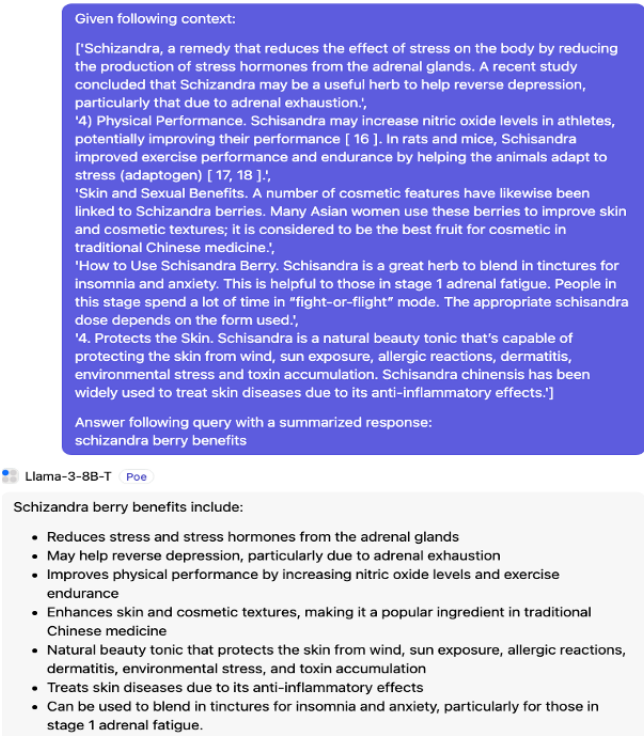 Given following context:
['Schizandra, a remedy that reduces the effect of stress on the body by reducing
the production of stress hormones from the adrenal glands. A recent study
concluded that Schizandra may be a useful herb to help reverse depression,
particularly that due to adrenal exhaustion.',
'4) Physical Performance. Schisandra may increase nitric oxide levels in athletes,
potentially improving their performance [ 16 ]. In rats and mice, Schisandra
improved exercise performance and endurance by helping the animals adapt to
stress (adaptogen) [ 17, 18 ].',
'Skin and Sexual Benefits. A number of cosmetic features have likewise been
linked to Schizandra berries. Many Asian women use these berries to improve skin
and cosmetic textures; it is considered to be the best fruit for cosmetic in
traditional Chinese medicine.',
'How to Use Schisandra Berry. Schisandra is a great herb to blend in tinctures for
insomnia and anxiety. This is helpful to those in stage 1 adrenal fatigue. People in
this stage spend a lot of time in “fight-or-flight” mode. The appropriate schisandra
dose depends on the form used.',
'4. Protects the Skin. Schisandra is a natural beauty tonic that’s capable of
protecting the skin from wind, sun exposure, allergic reactions, dermatitis,
environmental stress and toxin accumulation. Schisandra chinensis has been
widely used to treat skin diseases due to its anti-inflammatory effects.']
Answer following query with a summarized response:
schizandra berry benefits
Llama-3-8B-T Poe
Schizandra berry benefits include:
• Reduces stress and stress hormones from the adrenal glands
• May help reverse depression, particularly due to adrenal exhaustion
• Improves physical performance by increasing nitric oxide levels and exercise
endurance
• Enhances skin and cosmetic textures, making it a popular ingredient in traditional
Chinese medicine
• Natural beauty tonic that protects the skin from wind, sun exposure, allergic reactions,
dermatitis, environmental stress, and toxin accumulation
• Treats skin diseases due to its anti-inflammatory effects
• Can be used to blend in tinctures for insomnia and anxiety, particularly for those in
stage 1 adrenal fatigue.